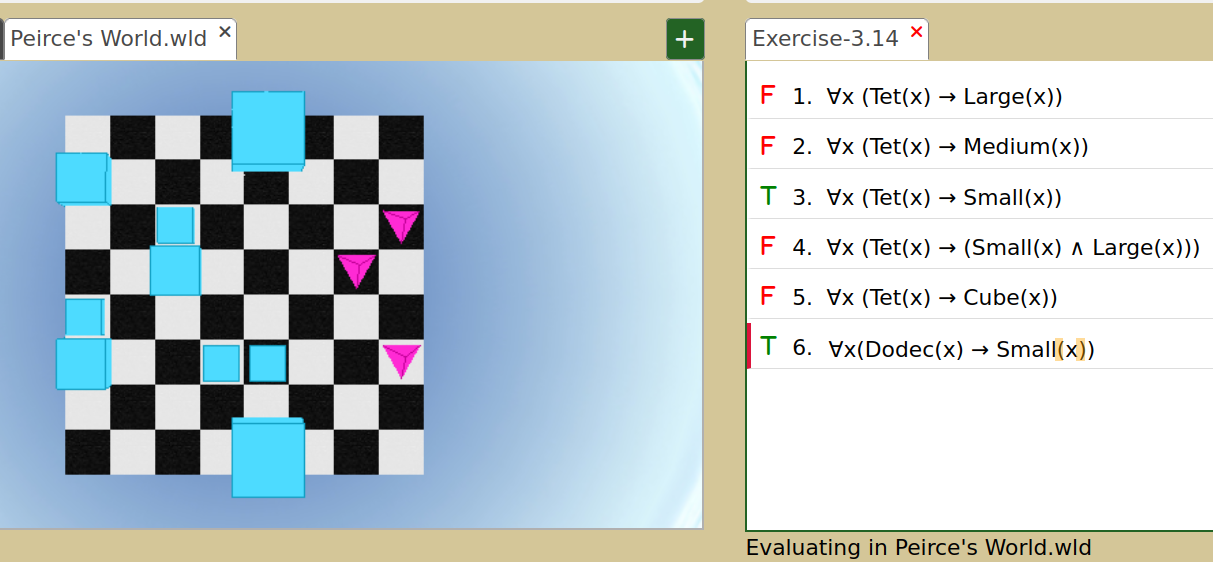 Peirce's World.wld ✕
+
Exercise-3.14 ✕
F 1. ∀x (Tet(x) → Large(x))
F 2. ∀x (Tet(x) → Medium(x))
T 3. ∀x (Tet(x) → Small(x))
F 4. ∀x (Tet(x) → (Small(x) ∧ Large(x)))
F 5. ∀x (Tet(x) → Cube(x))
T 6. ∀x(Dodec(x) → Small(x))
Evaluating in Peirce's World.wld